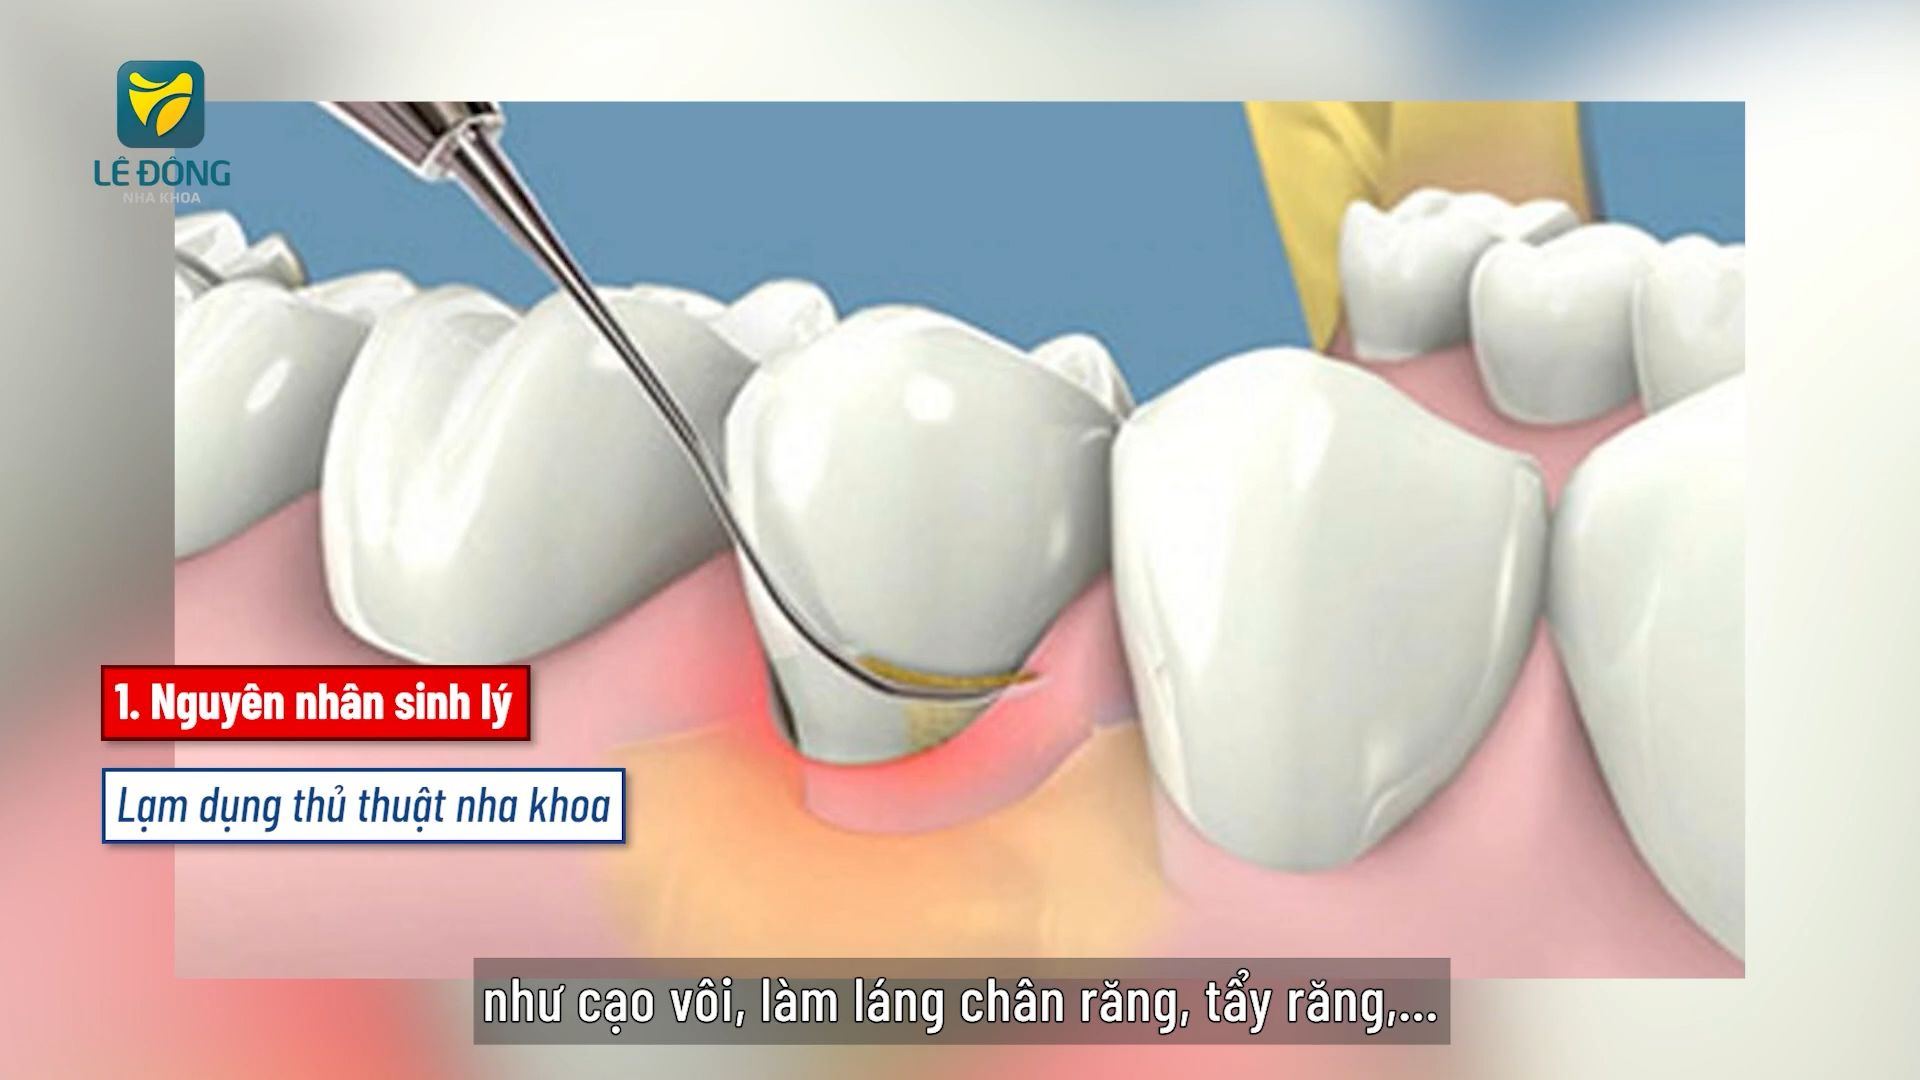 LÊ ĐÔNG
NHA KHOA
1. Nguyên nhân sinh lý
Lạm dụng thủ thuật nha khoa
như cạo vôi, làm láng chân răng, tẩy răng,...